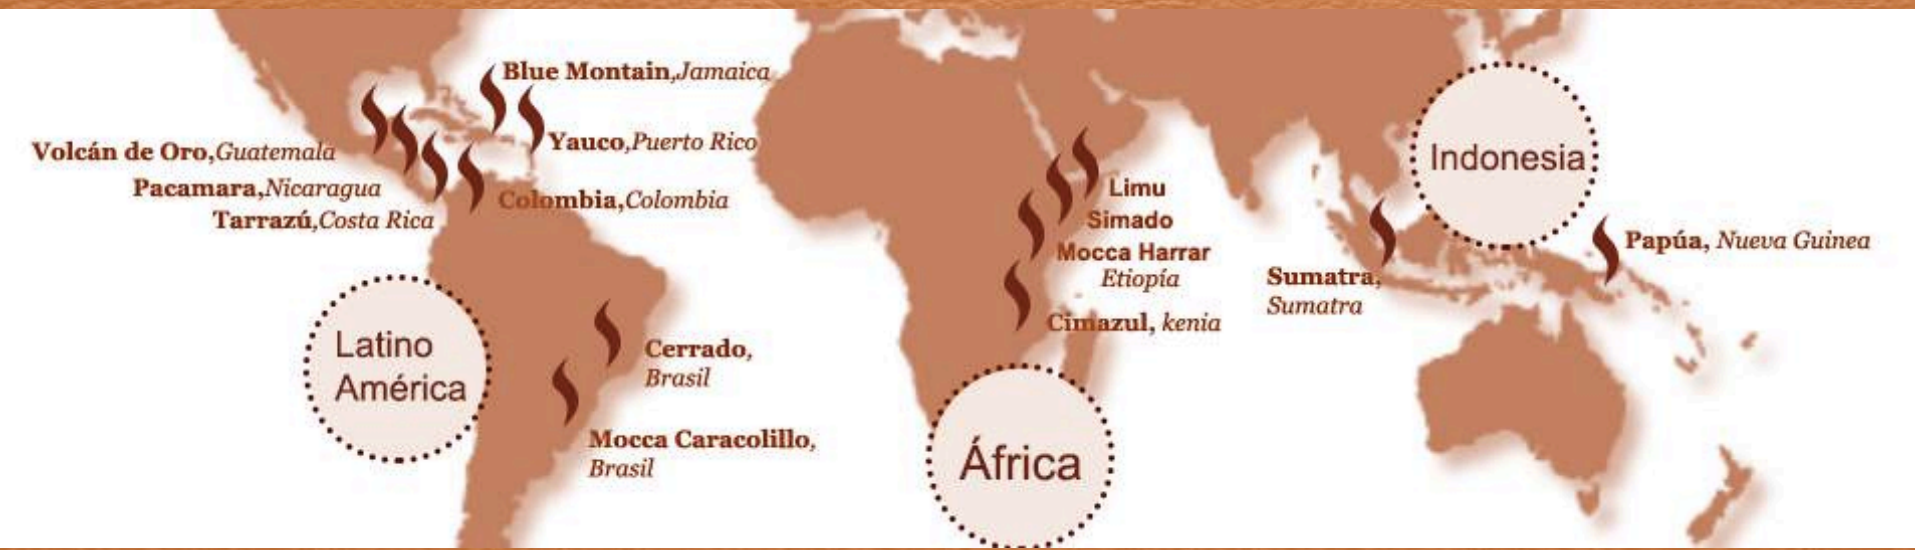 Blue Montain,Jamaica
Yauco,Puerto Rico
Volcán de Oro,Guatemala
Pacamara,Nicaragua
Tarrazú,Costa Rica
Colombia,Colombia
Latino
América
Cerrado,
Brasil
Mocca Caracolillo,
Brasil
Limu
Simado
Mocca Harrar
Etiopía
Cimazul, kenia
África
Indonesia
Sumatra,
Sumatra
Papúa, Nueva Guinea